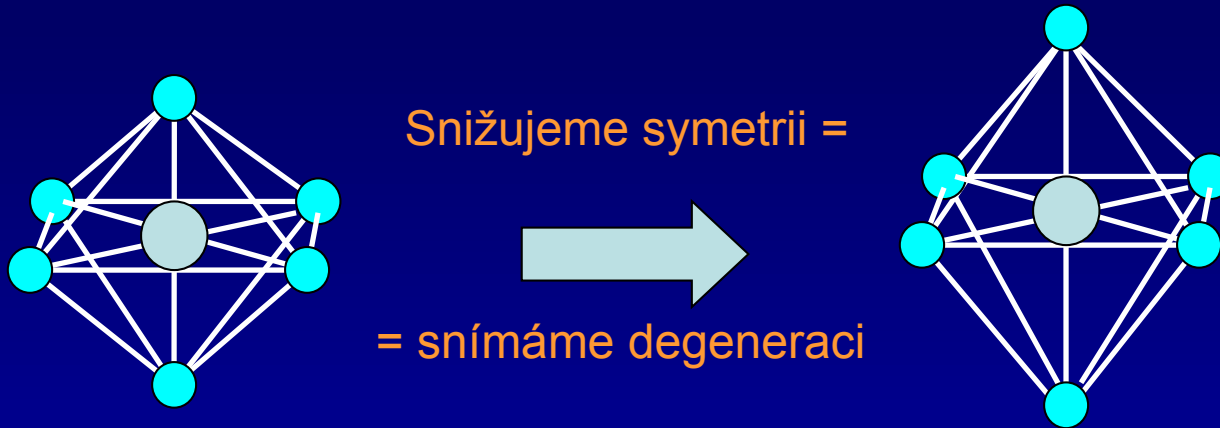 Snižujeme symetrii =
= snímáme degeneraci